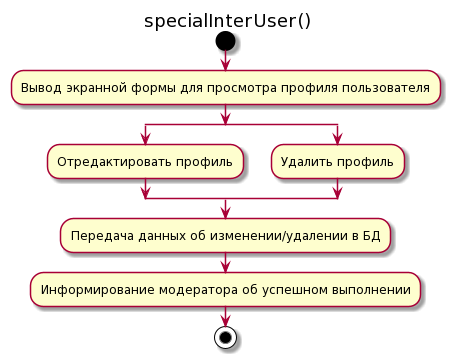 specialInterUser()
Вывод экранной формы для просмотра профиля пользователя
Отредактировать профиль
Удалить профиль
Передача данных об изменении/удалении в БД
Информирование модератора об успешном выполнении